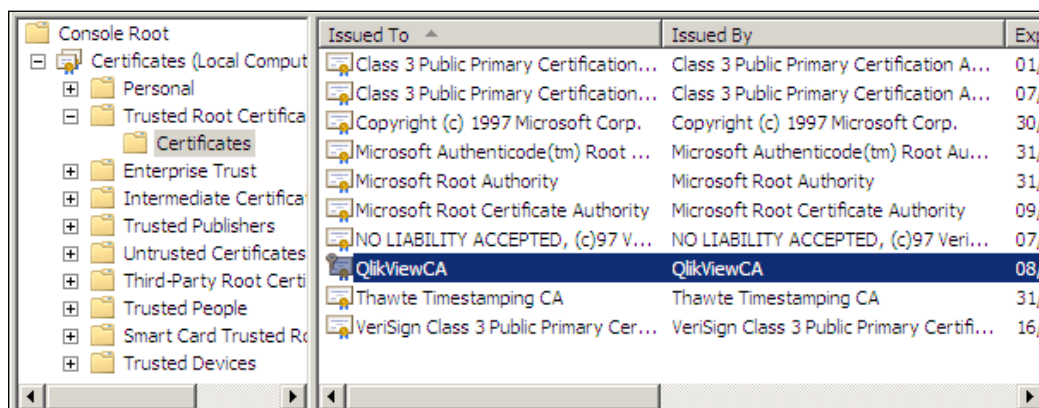 Console Root
Certificates (Local Comput
Personal
Trusted Root Certifica
Certificates
Enterprise Trust
Intermediate Certifica
Trusted Publishers
Untrusted Certificates
Third-Party Root Certi
Trusted People
Smart Card Trusted Ro
Trusted Devices
Issued To Issued By Exp
Class 3 Public Primary Certification... Class 3 Public Primary Certification A... 01/
Class 3 Public Primary Certification... Class 3 Public Primary Certification A... 07/
Copyright (c) 1997 Microsoft Corp. Copyright (c) 1997 Microsoft Corp. 30/
Microsoft Authenticode(tm) Root ... Microsoft Authenticode(tm) Root Au... 31/
Microsoft Root Authority Microsoft Root Authority 31/
Microsoft Root Certificate Authority Microsoft Root Certificate Authority 09/
NO LIABILITY ACCEPTED, (c)97 V... NO LIABILITY ACCEPTED, (c)97 Veri... 07/
QlikViewCA QlikViewCA 08/
Thawte Timestamping CA Thawte Timestamping CA 31/
VeriSign Class 3 Public Primary Cer... VeriSign Class 3 Public Primary Certifi... 16/